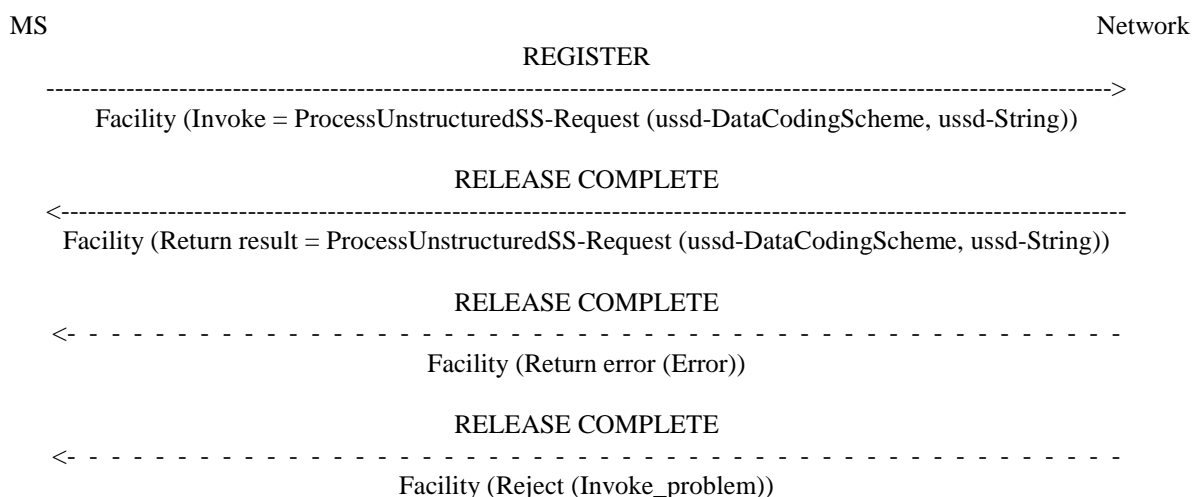 MS Network
REGISTER
Facility (Invoke = ProcessUnstructuredSS-Request (ussd-DataCodingScheme, ussd-String))
RELEASE COMPLETE
Facility (Return result = ProcessUnstructuredSS-Request (ussd-DataCodingScheme, ussd-String))
RELEASE COMPLETE
Facility (Return error (Error))
RELEASE COMPLETE
Facility (Reject (Invoke_problem))